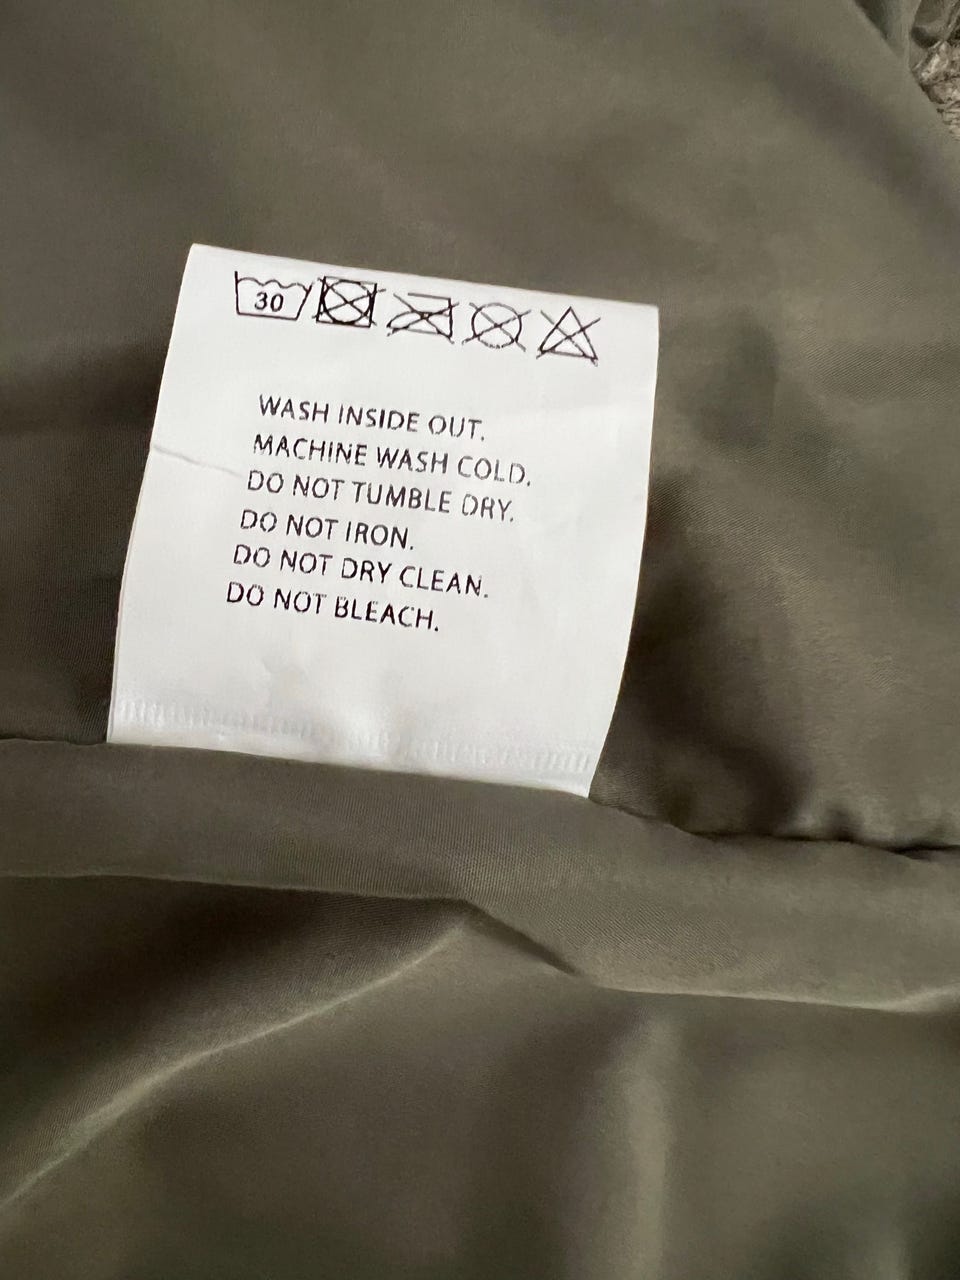 30
WASH INSIDE OUT.
MACHINE WASH COLD.
DO NOT TUMBLE DRY.
DO NOT IRON.
DO NOT DRY CLEAN.
DO NOT BLEACH.